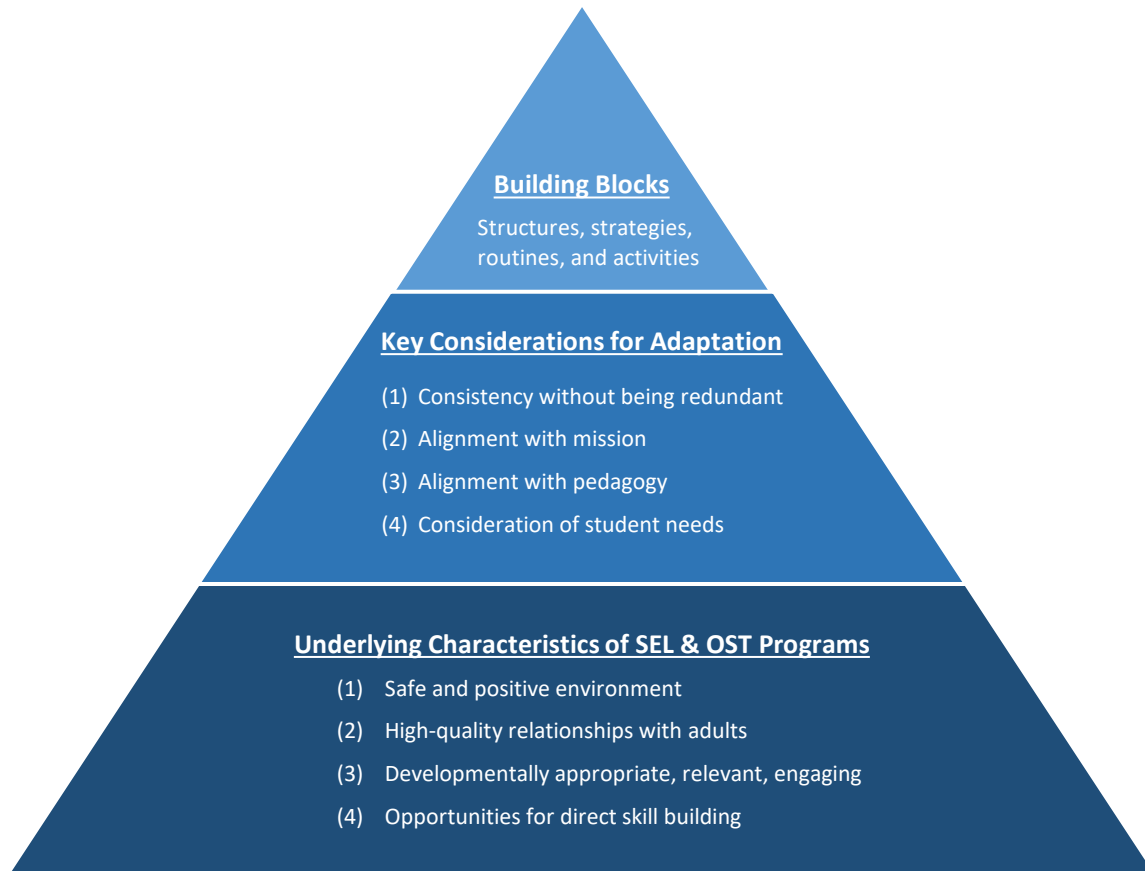 Building Blocks
Structures, strategies,
routines, and activities
Key Considerations for Adaptation
(1) Consistency without being redundant
(2) Alignment with mission
(3) Alignment with pedagogy
(4) Consideration of student needs
Underlying Characteristics of SEL & OST Programs
(1) Safe and positive environment
(2) High-quality relationships with adults
(3) Developmentally appropriate, relevant, engaging
(4) Opportunities for direct skill building